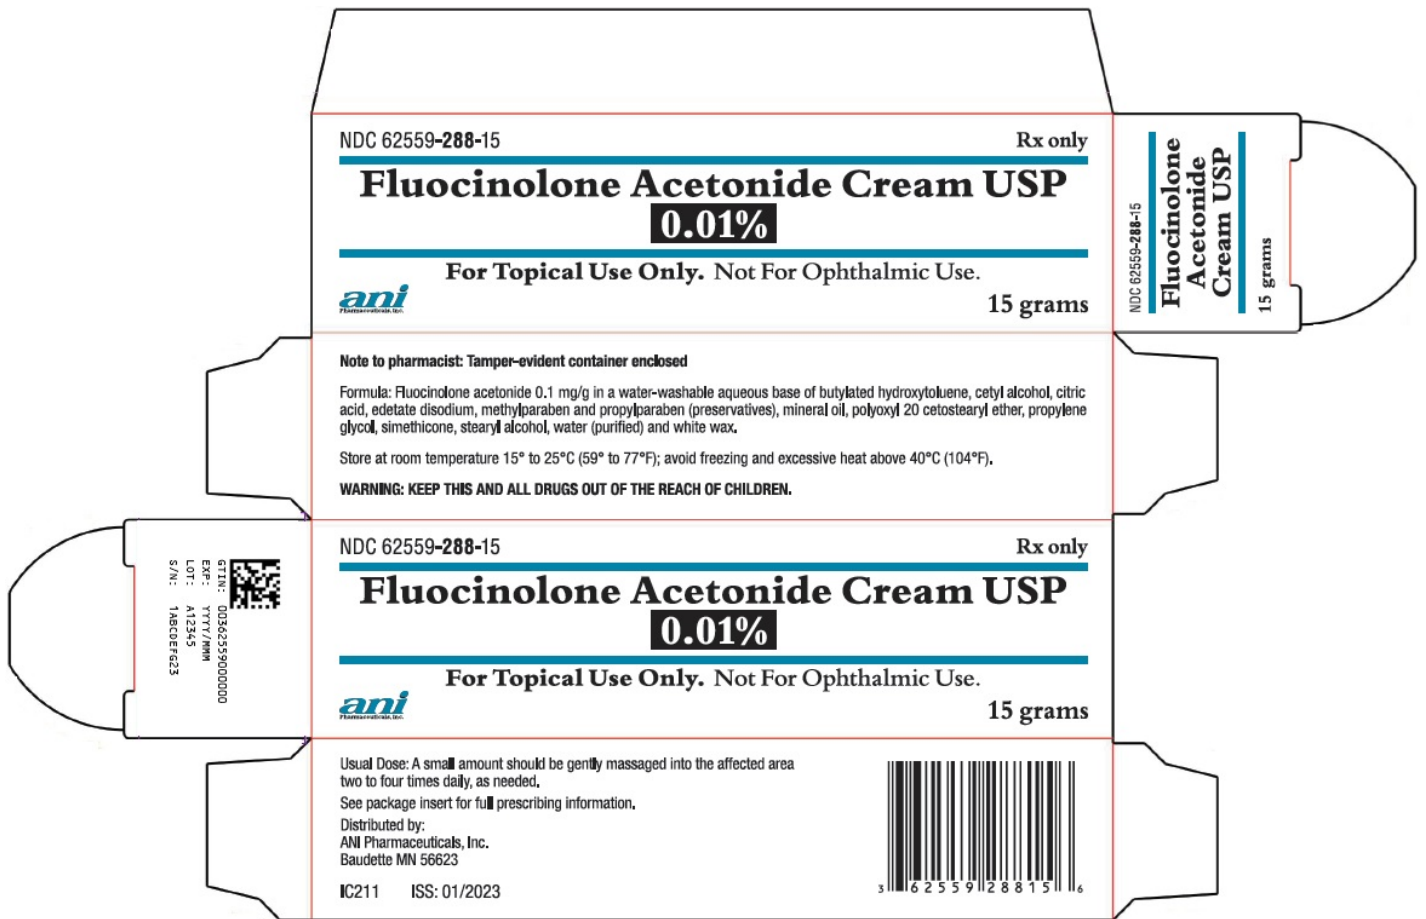 NDC 62559-288-15
Rx only
Fluocinolone Acetonide Cream USP
0.01%
For Topical Use Only. Not For Ophthalmic Use.
ani
Pharmaceuticals, Inc.
15 grams
NDC 62559-288-15
Fluocinolone
Acetonide
Cream USP
15 grams
Note to pharmacist: Tamper-evident container enclosed
Formula: Fluocinolone acetonide 0.1 mg/g in a water-washable aqueous base of butylated hydroxytoluene, cetyl alcohol, citric
acid, edetate disodium, methylparaben and propylparaben (preservatives), mineral oil, polyoxyl 20 cetostearyl ether, propylene
glycol, simethicone, stearyl alcohol, water (purified) and white wax.
Store at room temperature 15° to 25°C (59° to 77°F); avoid freezing and excessive heat above 40°C (104°F).
WARNING: KEEP THIS AND ALL DRUGS OUT OF THE REACH OF CHILDREN.
GTIN: 00362559000000
EXP: YYYY/MMM
LOT: A12345
S/N: 1ABCDEFG23
NDC 62559-288-15
Rx only
Fluocinolone Acetonide Cream USP
0.01%
For Topical Use Only. Not For Ophthalmic Use.
ani
Pharmaceuticals, Inc.
15 grams
Usual Dose: A small amount should be gently massaged into the affected area
two to four times daily, as needed.
See package insert for full prescribing information.
Distributed by:
ANI Pharmaceuticals, Inc.
Baudette MN 56623
IC211 ISS: 01/2023
3 62559 28815 6